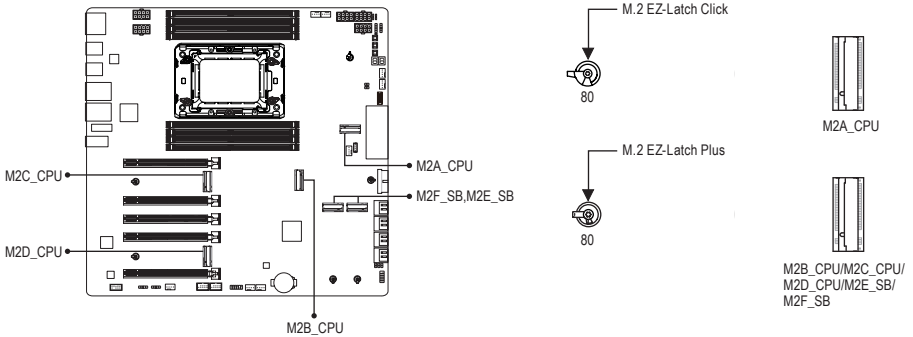 M2C_CPU
M2D_CPU
M2B_CPU
M2A_CPU
M2F_SB,M2E_SB
M.2 EZ-Latch Click
80
M.2 EZ-Latch Plus
80
M2A_CPU
M2B_CPU/M2C_CPU/
M2D_CPU/M2E_SB/
M2F_SB